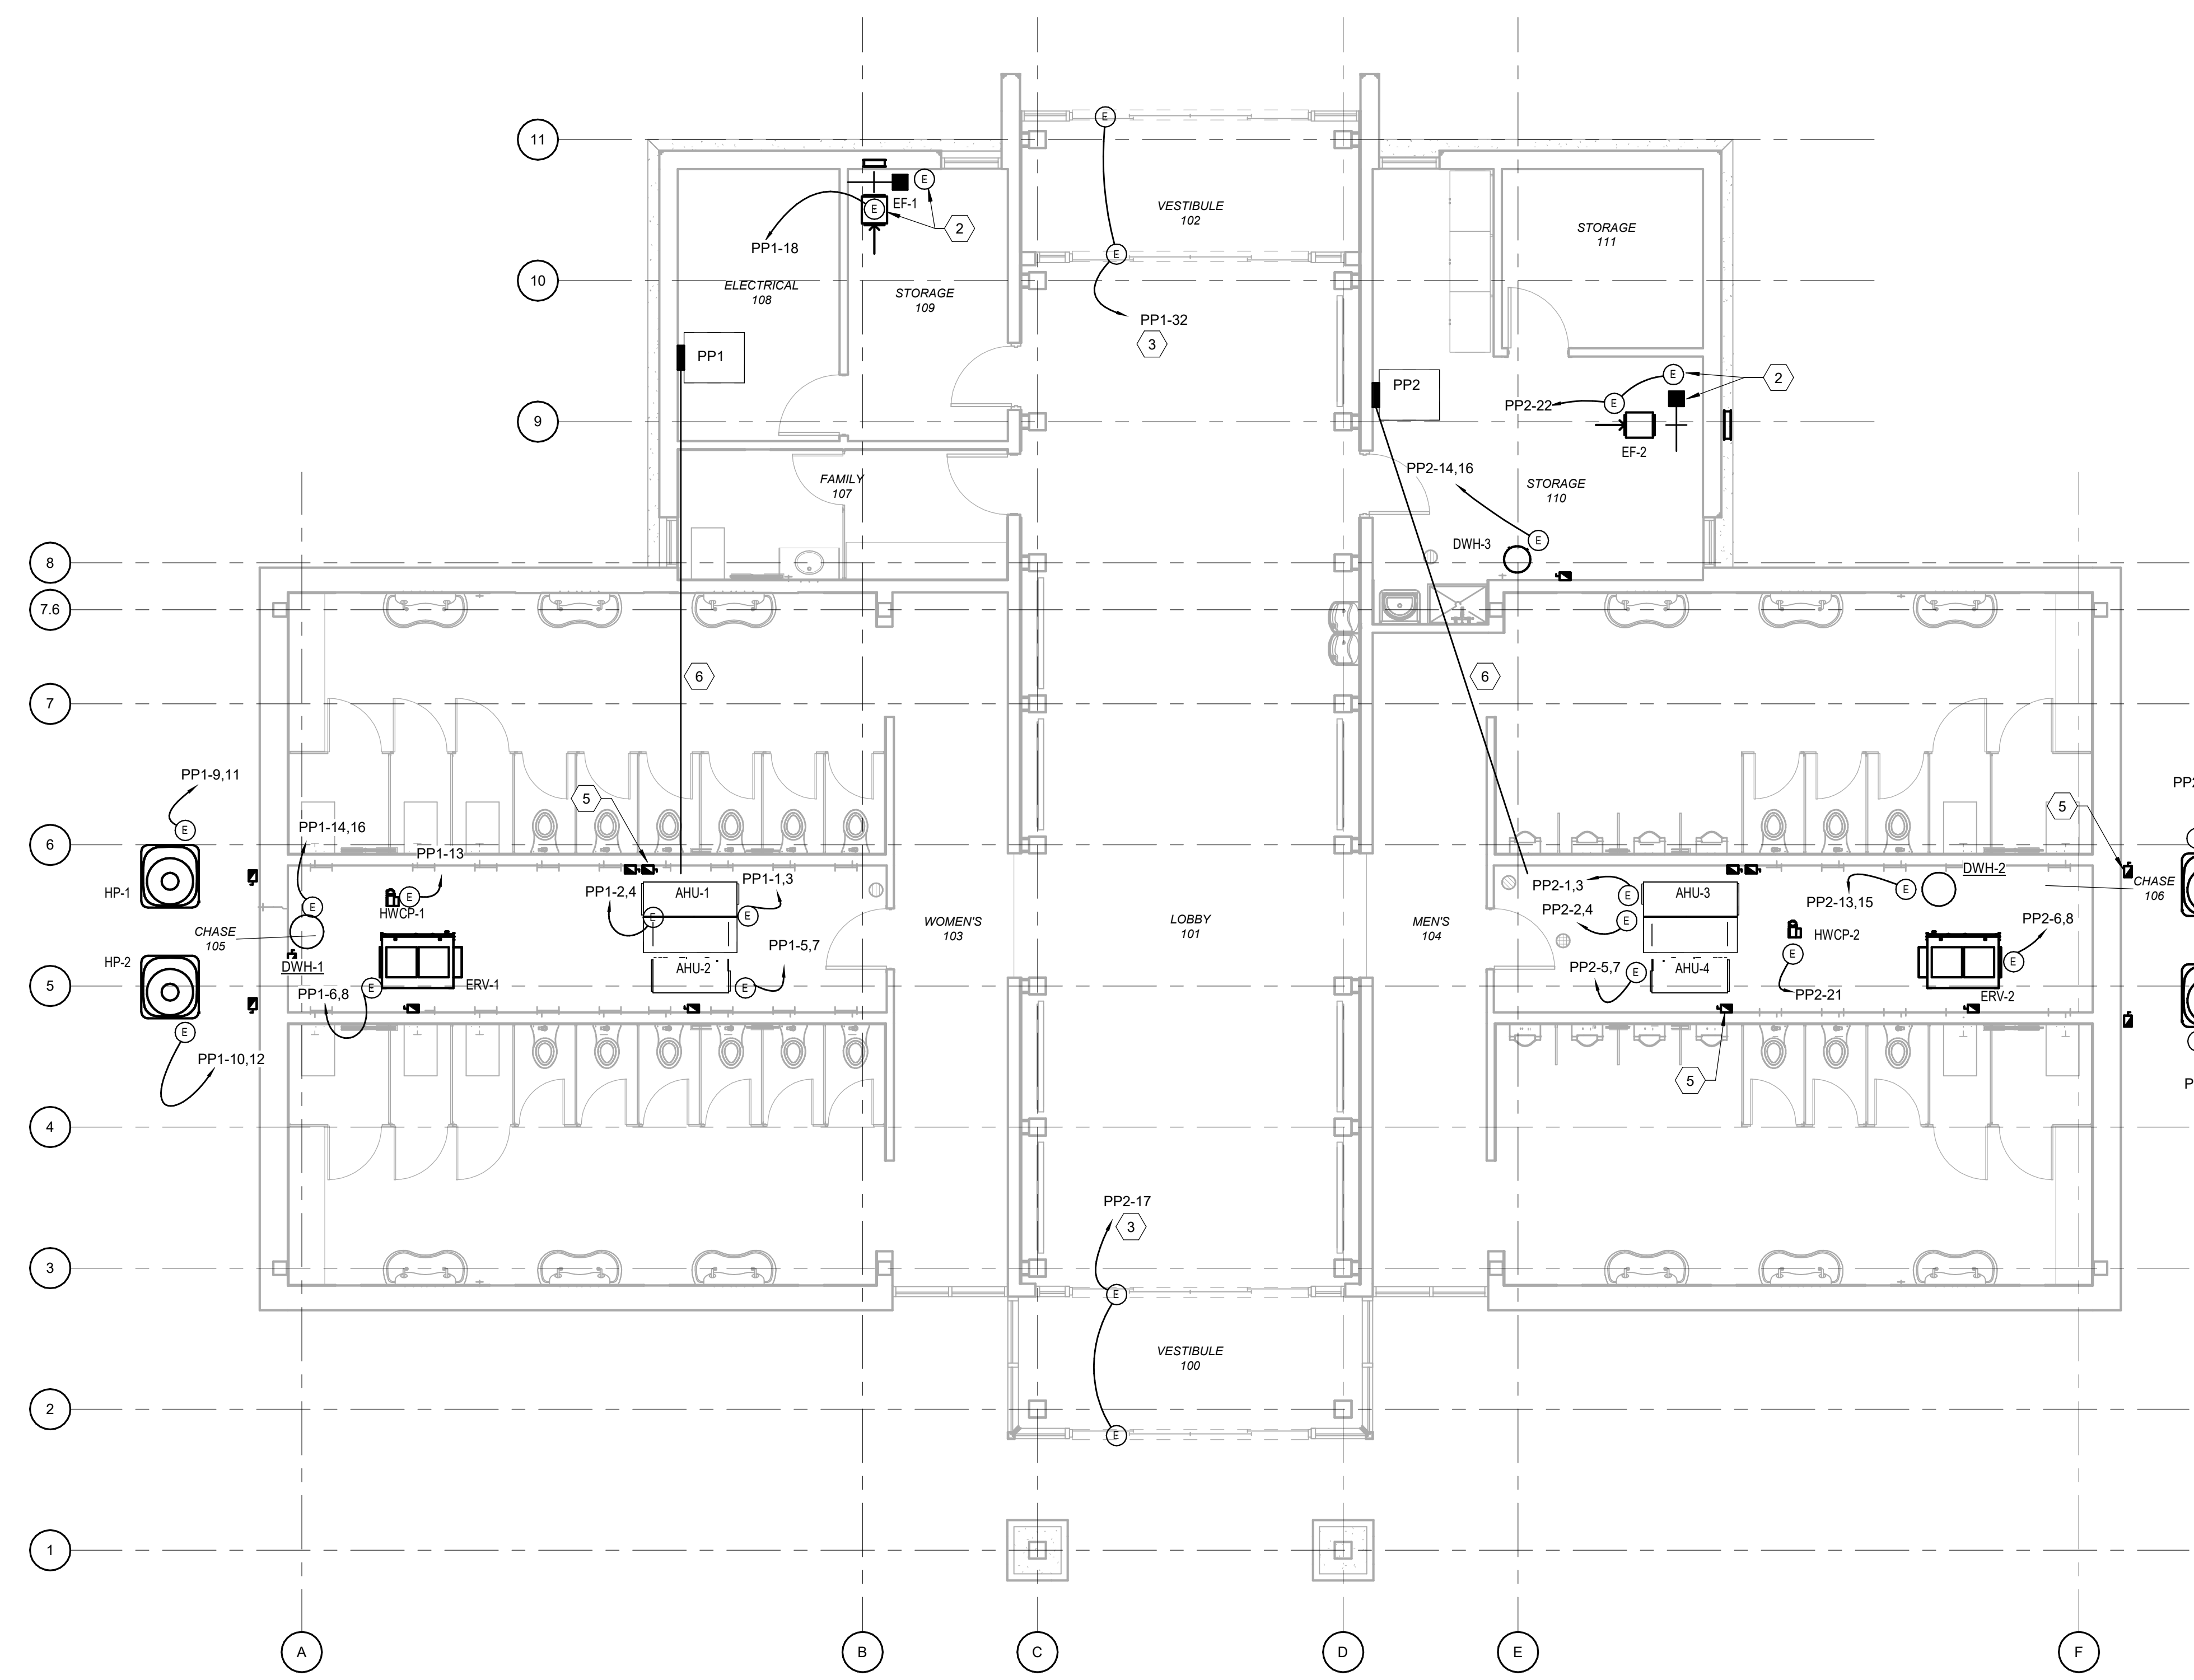 E
11
E
EF-1
E
2
VESTIBULE
102
STORAGE
111
PP1-18
E
10
ELECTRICAL
108
STORAGE
109
PP1-32
3
PP1
PP2
E
2
PP2-22
E
9
EF-2
PP2-14,16
FAMILY
107
STORAGE
110
DWH-3
E
8
7.6
6
6
7
PP1-9,11
5
5
E
PP1-14,16
6
PP1-13
HP-1
E
HWCP-1
E
PP1-2,4
AHU-1
PP1-1,3
E
E
WOMEN'S
103
LOBBY
101
MEN'S
104
PP2-1,3
E
PP2-2,4
E
AHU-3
DWH-2
E
PP2-13,15
CHASE
106
PP2-6,8
E
HWCP-2
E
CHASE
105
HP-2
DWH-1
AHU-2
PP1-5,7
E
PP2-5,7
E
AHU-4
5
PP1-6,8
E
ERV-1
PP2-21
ERV-2
E
PP1-10,12
5
4
PP2-17
3
3
E
VESTIBULE
100
2
E
1
A
B
C
D
E
F